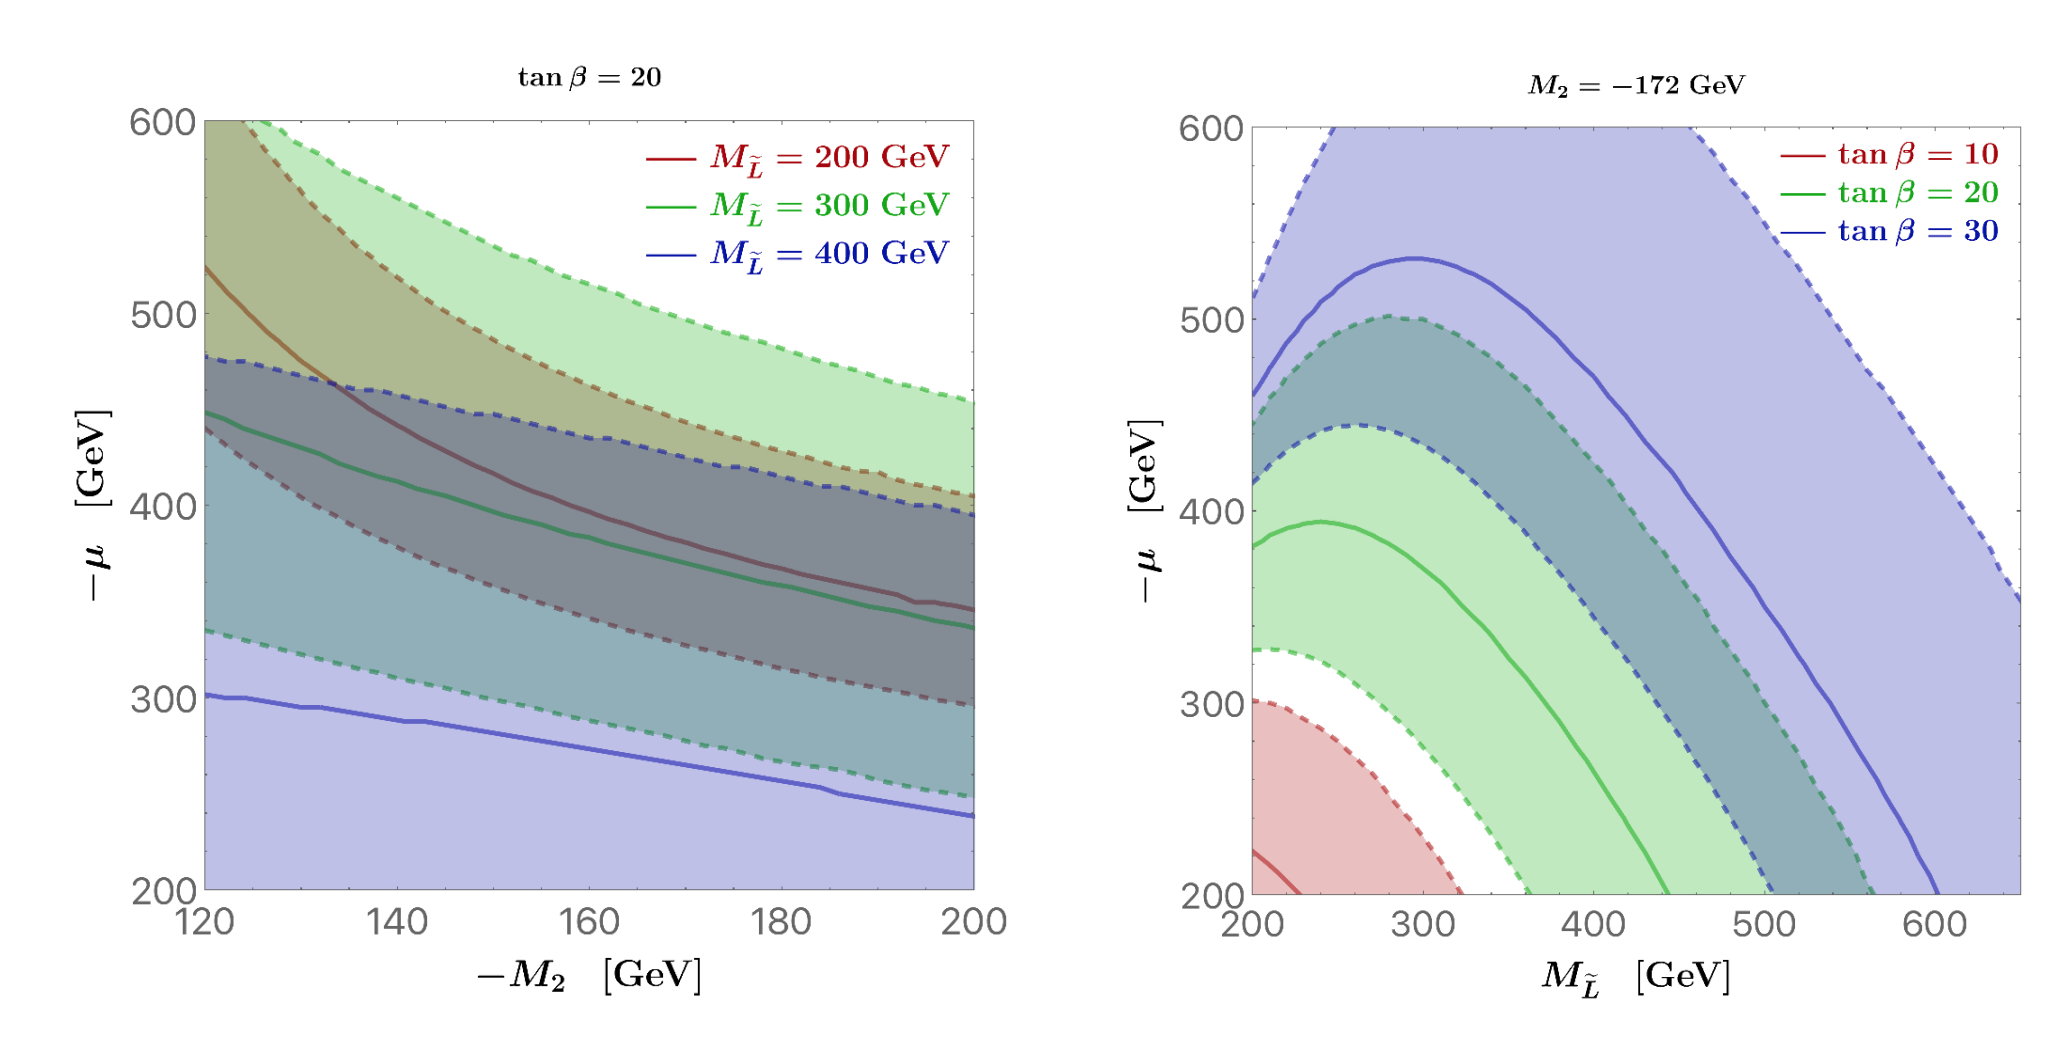 tan β = 20
600
500
400
300
200
120 140 160 180 200
−μ [GeV]
−M₂ [GeV]
M_L̃ = 200 GeV
M_L̃ = 300 GeV
M_L̃ = 400 GeV
M₂ = −172 GeV
600
500
400
300
200
200 300 400 500 600
−μ [GeV]
M_L̃ [GeV]
tan β = 10
tan β = 20
tan β = 30